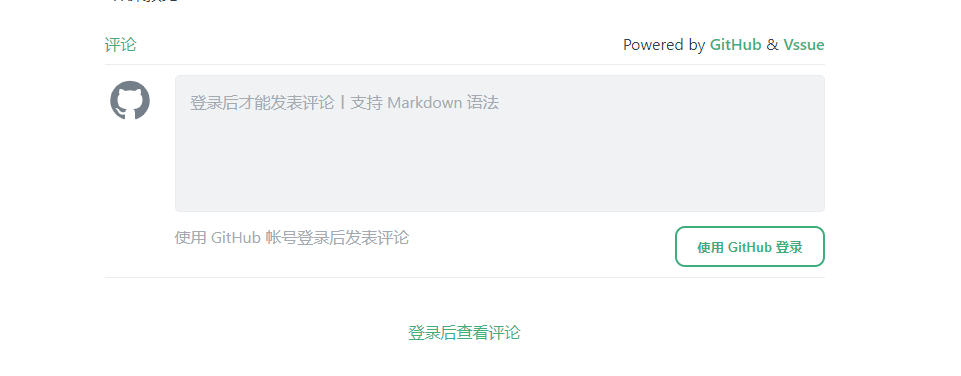 评论
Powered by GitHub & Vssue
登录后才能发表评论 | 支持 Markdown 语法
使用 GitHub 帐号登录后发表评论
使用 GitHub 登录
登录后查看评论